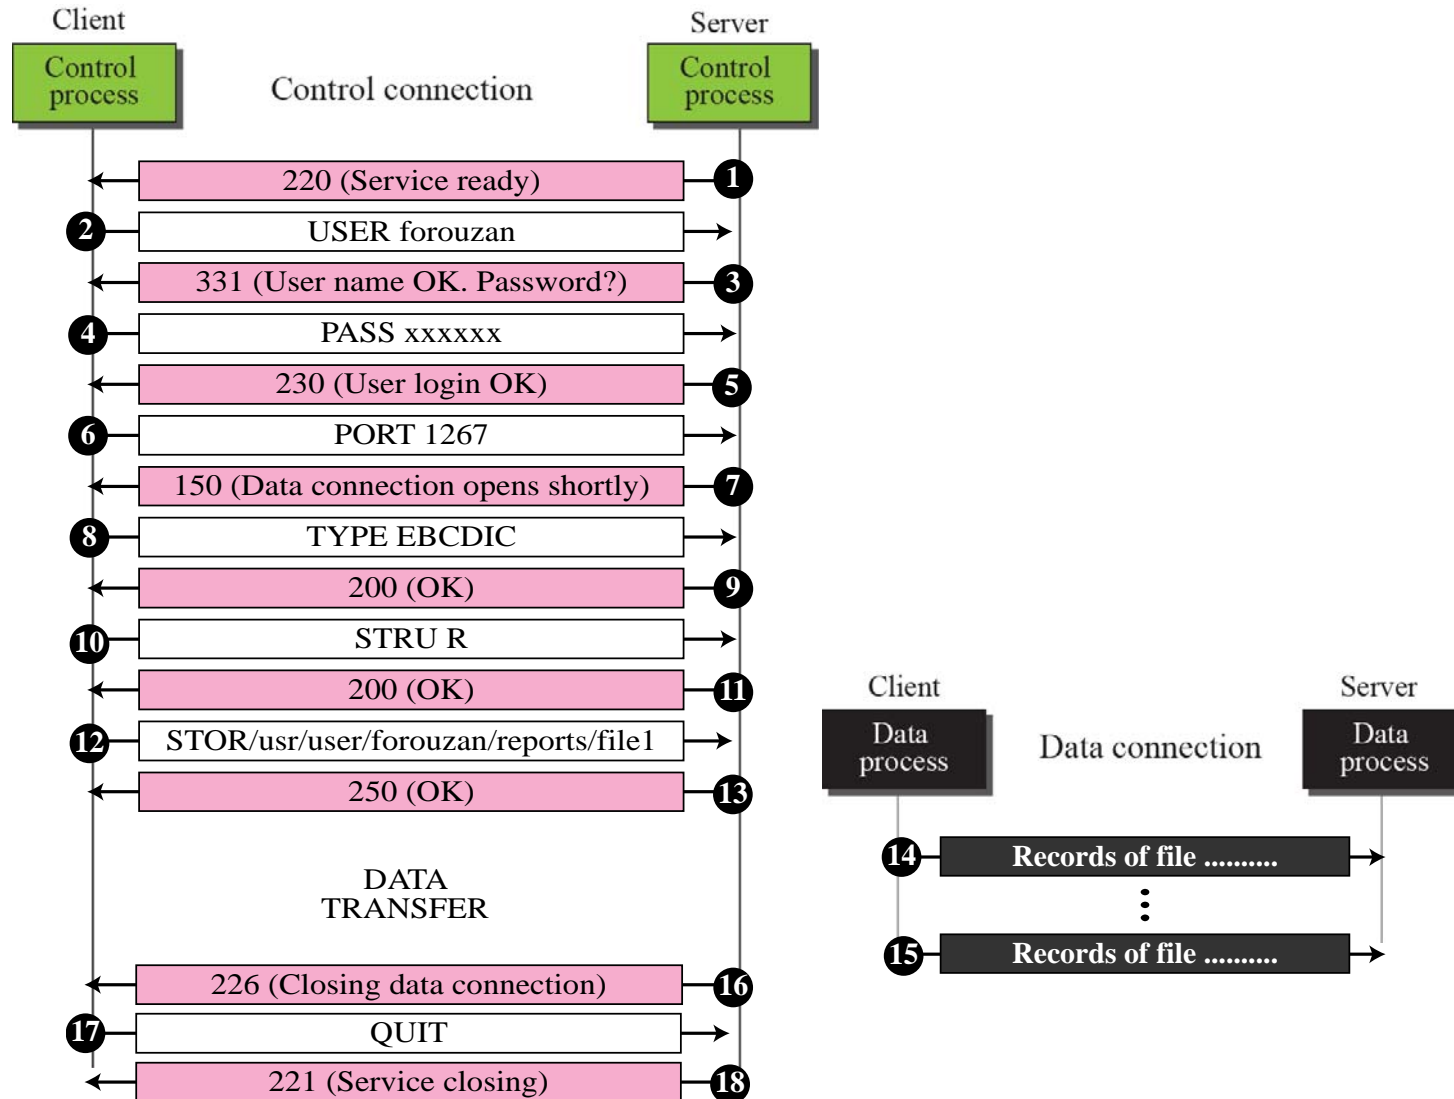 Client
Server
Control
process
Control connection
Control
process
220 (Service ready)
1
2
USER forouzan
331 (User name OK. Password?)
3
4
PASS xxxxxx
230 (User login OK)
5
6
PORT 1267
150 (Data connection opens shortly)
7
8
TYPE EBCDIC
200 (OK)
9
10
STRU R
200 (OK)
11
12
STOR/usr/user/forouzan/reports/file1
250 (OK)
13
DATA
TRANSFER
Client
Server
Data
process
Data connection
Data
process
14
Records of file ..........
15
Records of file ..........
226 (Closing data connection)
16
17
QUIT
221 (Service closing)
18